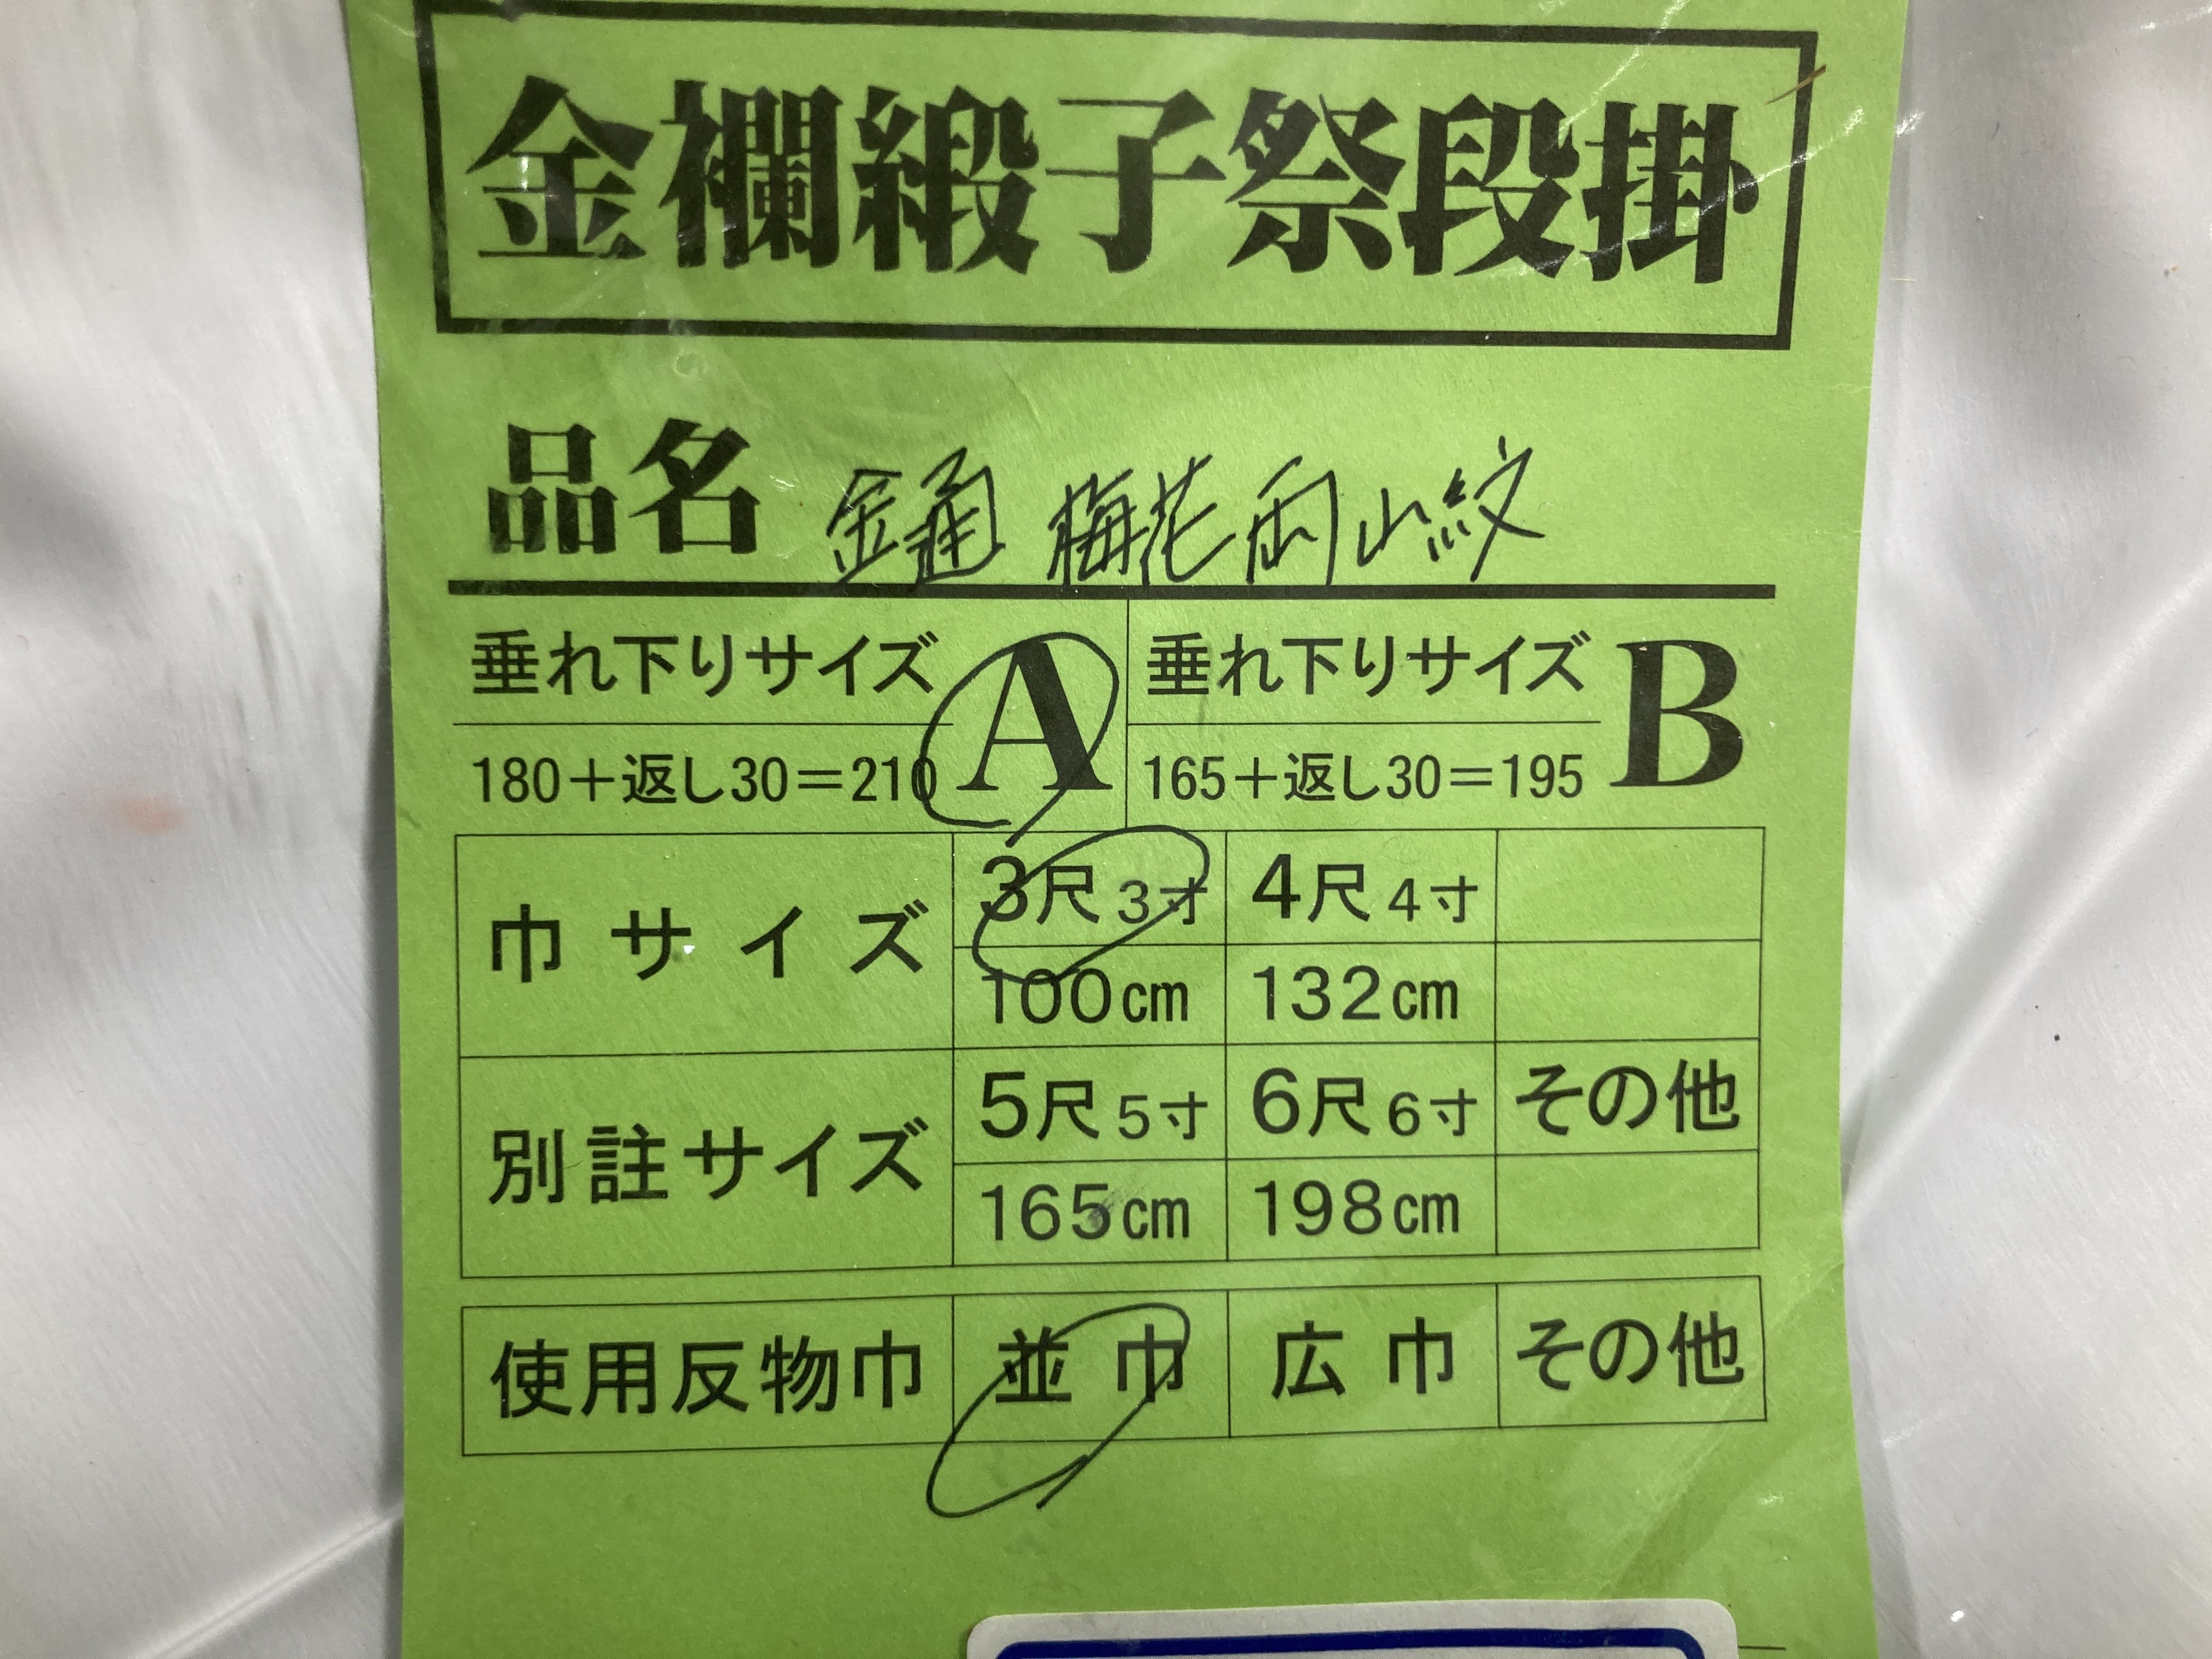 金襴緞子祭段掛
品名 金通 梅花両山紋
垂れ下りサイズ A 垂れ下りサイズ B
180＋返し30＝210 165＋返し30＝195
巾サイズ 3尺3寸 4尺4寸
100cm 132cm
別註サイズ 5尺5寸 6尺6寸 その他
165cm 198cm
使用反物巾 並巾 広巾 その他